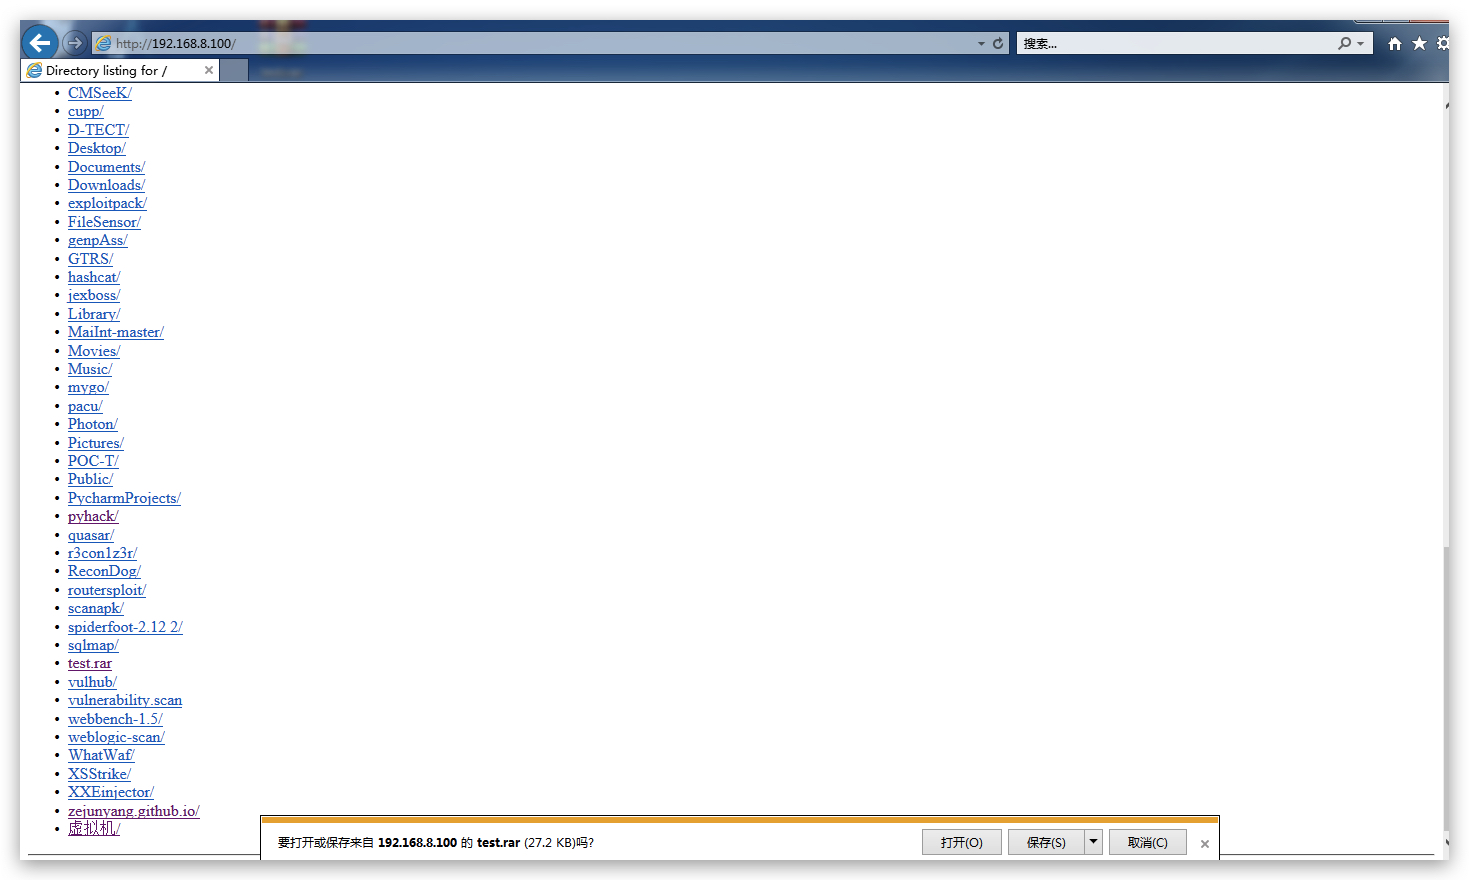 http://192.168.8.100/
搜索...
Directory listing for /
CMSeeK/
cupp/
D-TECT/
Desktop/
Documents/
Downloads/
exploitpack/
FileSensor/
genpAss/
GTRS/
hashcat/
jexboss/
Library/
MaiInt-master/
Movies/
Music/
mygo/
pacu/
Photon/
Pictures/
POC-T/
Public/
PycharmProjects/
pyhack/
quasar/
r3con1z3r/
ReconDog/
routersploit/
scanapk/
spiderfoot-2.12 2/
sqlmap/
test.rar
vulhub/
vulnerability.scan
webbench-1.5/
weblogic-scan/
WhatWaf/
XSStrike/
XXEinjector/
zejunyang.github.io/
虚拟机/
要打开或保存来自 192.168.8.100 的 test.rar (27.2 KB)吗? 打开(O) 保存(S) 取消(C)